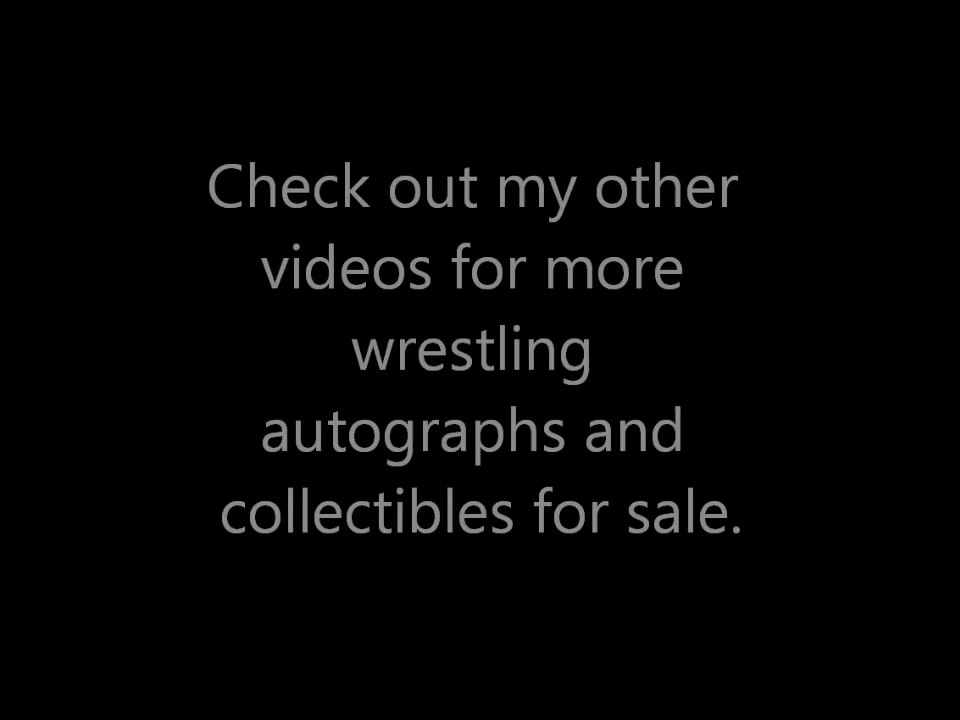 Check out my other
videos for more
wrestling
autographs and
collectibles for sale.